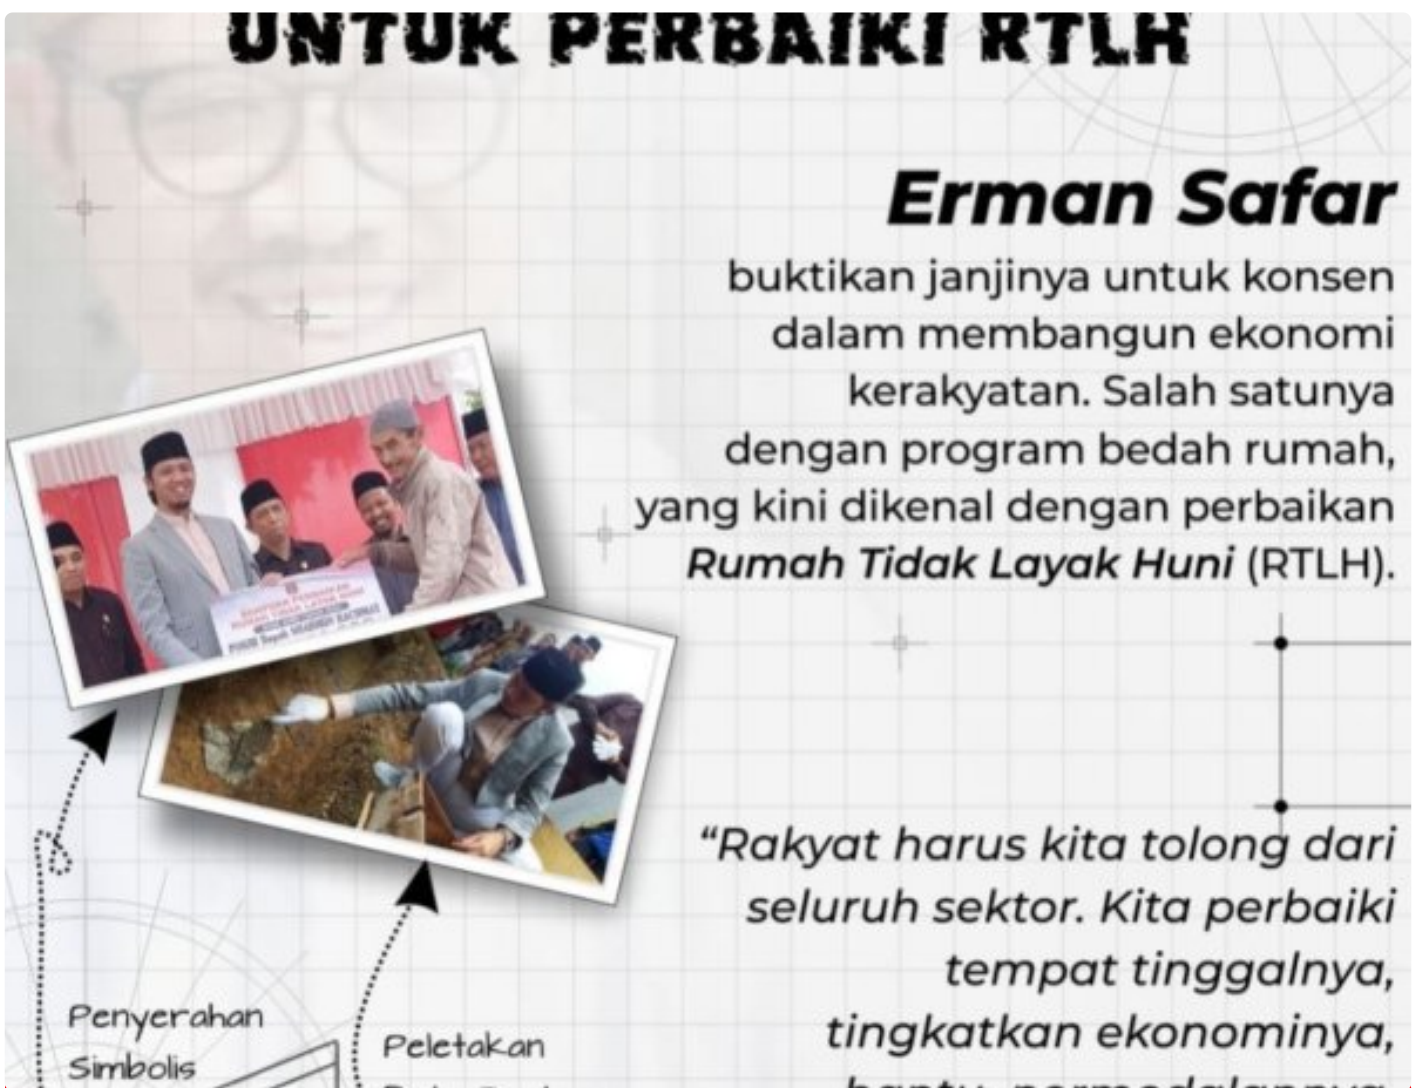 UNTUK PERBAIKI RTLH
Erman Safar
buktikan janjinya untuk konsen
dalam membangun ekonomi
kerakyatan. Salah satunya
dengan program bedah rumah,
yang kini dikenal dengan perbaikan
Rumah Tidak Layak Huni (RTLH).
“Rakyat harus kita tolong dari
seluruh sektor. Kita perbaiki
tempat tinggalnya,
tingkatkan ekonominya,
Penyerahan
Simbolis
Peletakan